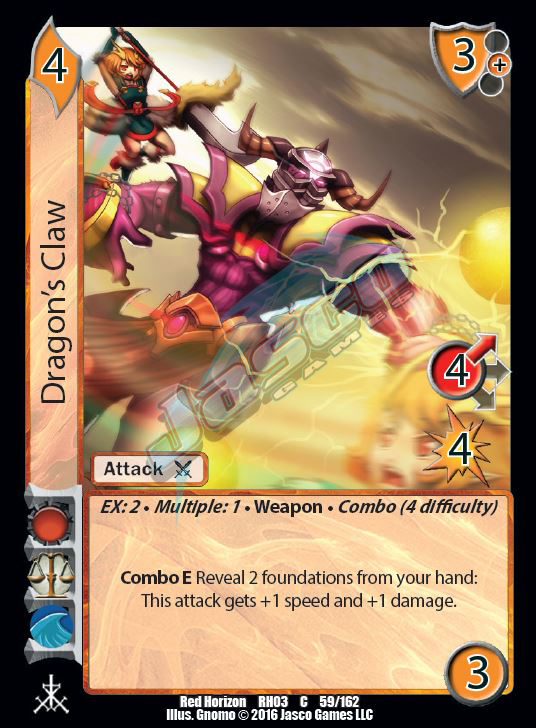 4
3
+
Dragon's Claw
Jasco
GAMES
4
4
Attack
EX: 2 • Multiple: 1 • Weapon • Combo (4 difficulty)
Combo E Reveal 2 foundations from your hand:
This attack gets +1 speed and +1 damage.
3
Red Horizon RH03 C 59/162
Illus. Gnomo © 2016 Jasco Games LLC